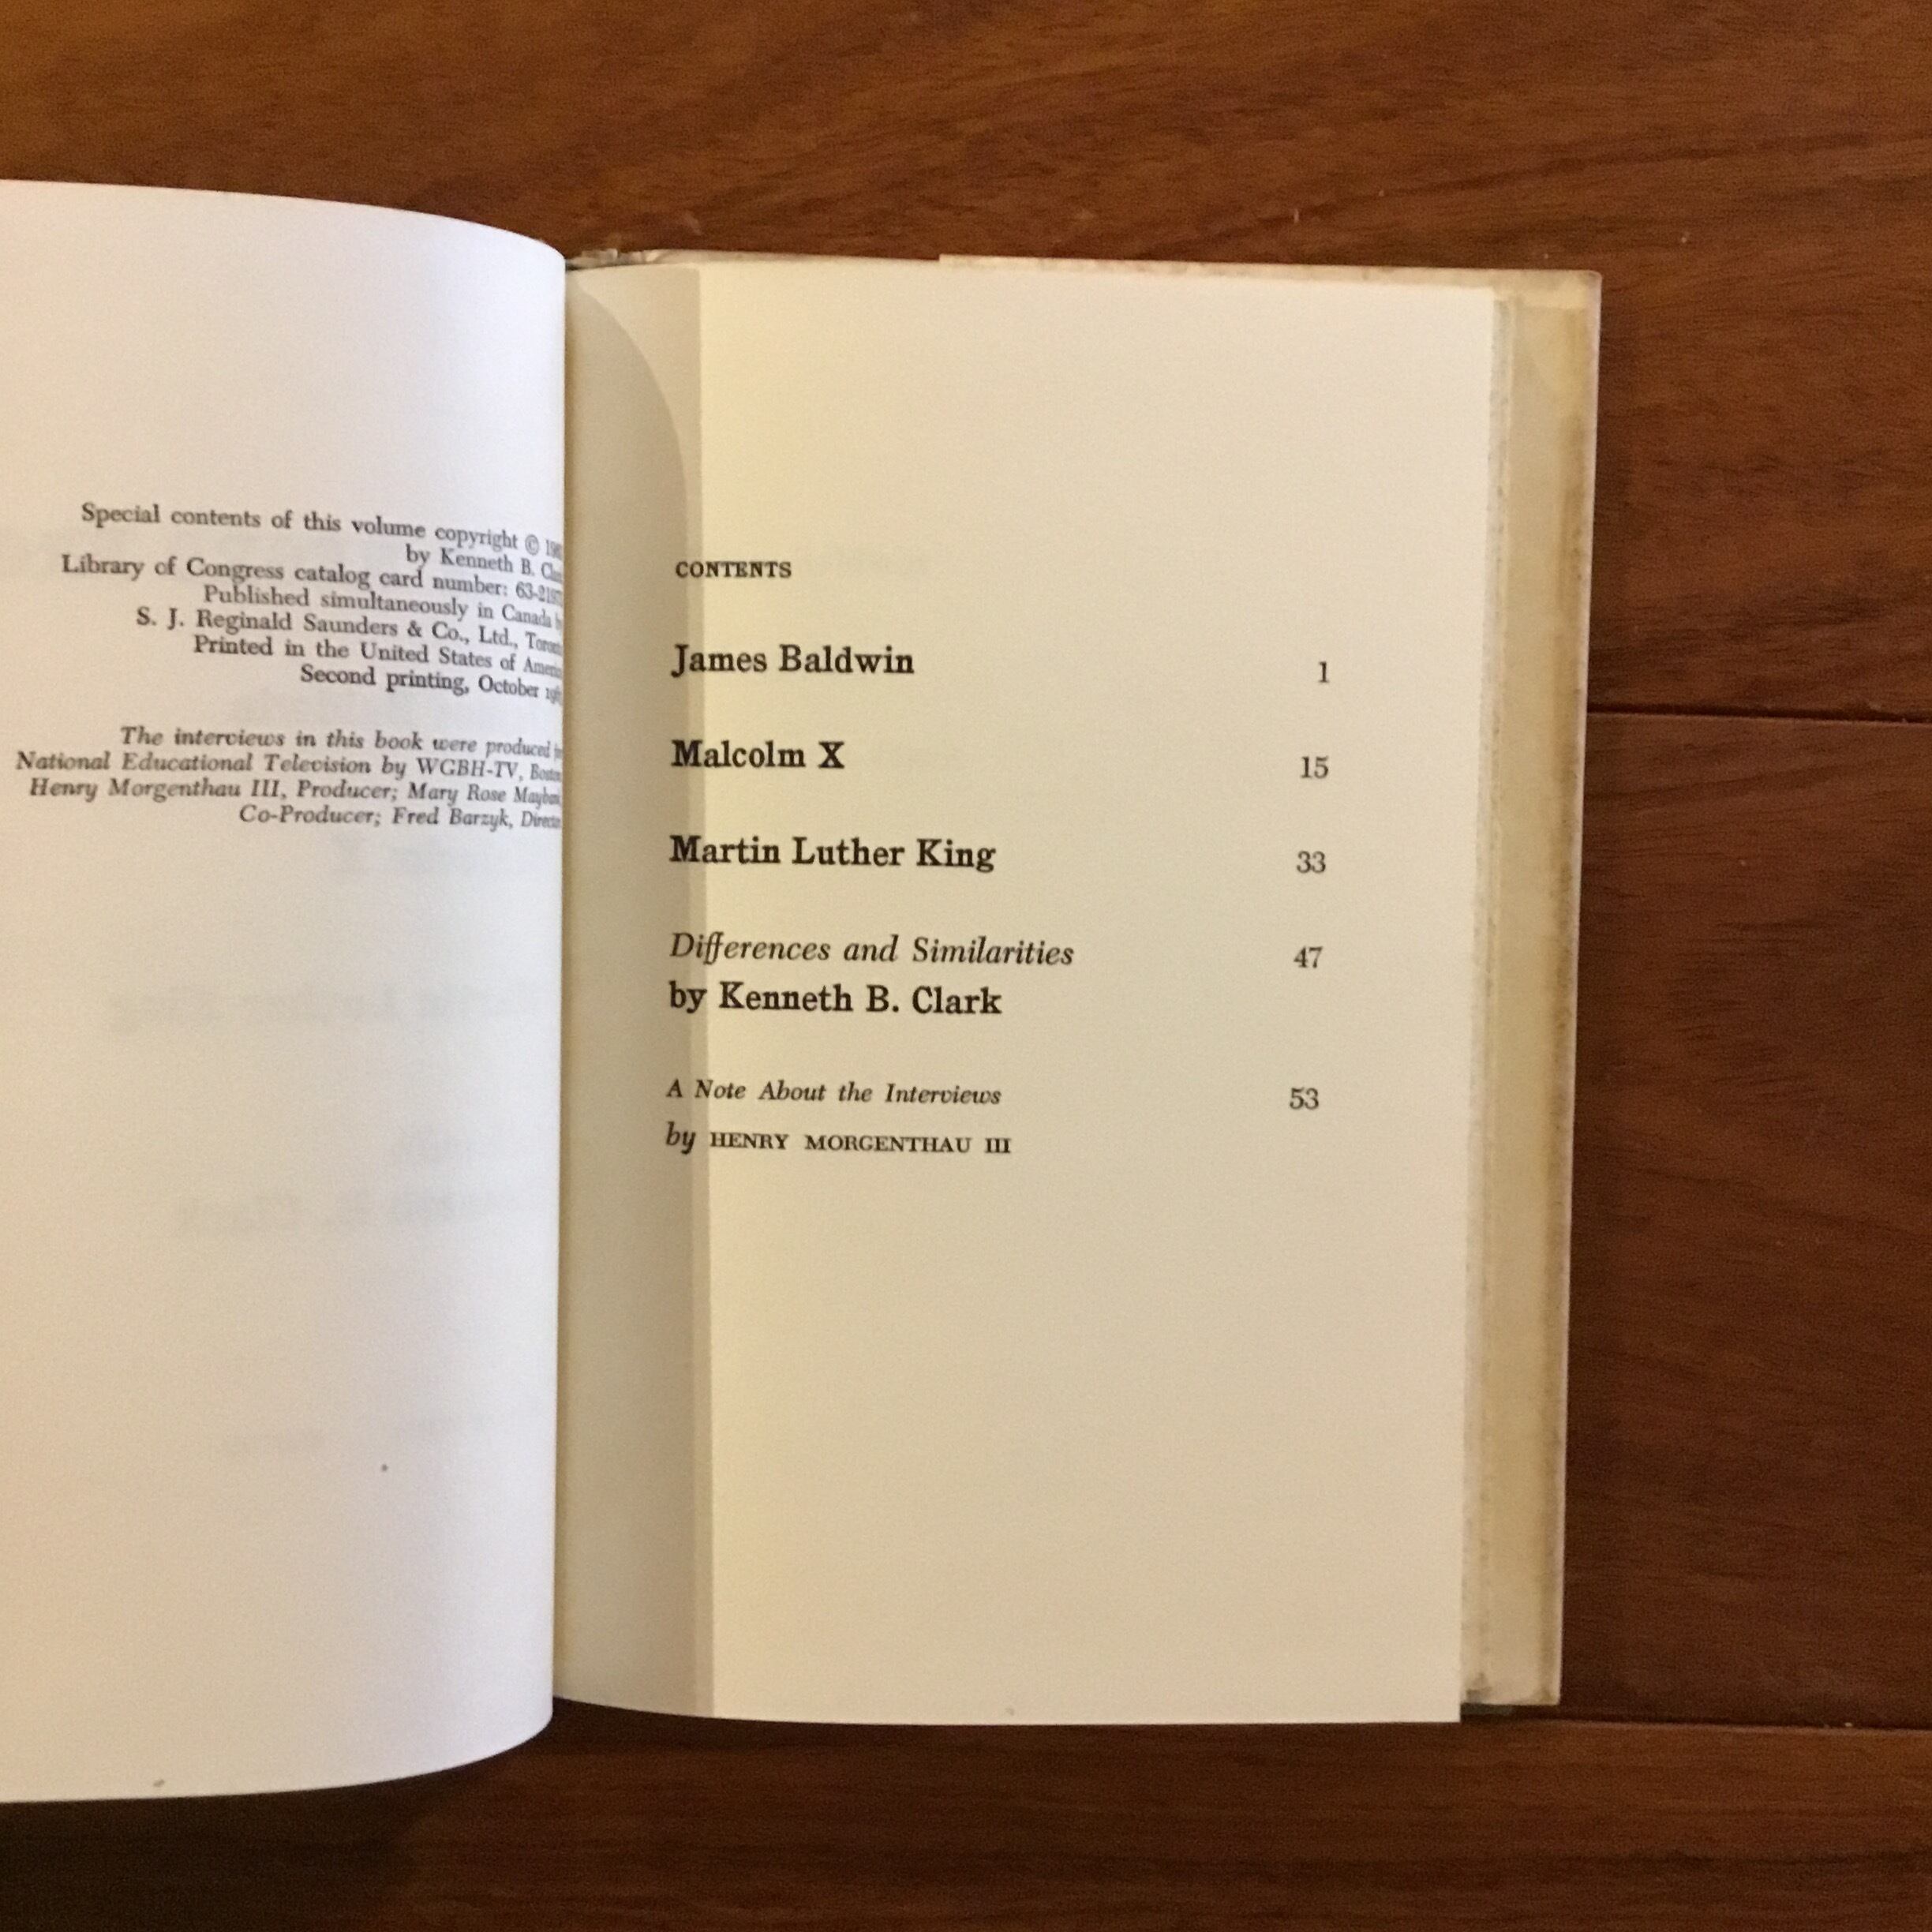 Special contents of this volume copyright ©
by Kenneth B.
Library of Congress catalog card number:
Published simultaneously in Canada
S. J. Reginald Saunders & Co., Ltd.,
Printed in the United States of
Second printing, October
The interviews in this book were produced
National Educational Television by WGBH-TV,
Henry Morgenthau III, Producer; Mary Rose
Co-Producer; Fred Barzyk,
CONTENTS
James Baldwin 1
Malcolm X 15
Martin Luther King 33
Differences and Similarities 47
by Kenneth B. Clark
A Note About the Interviews 53
by HENRY MORGENTHAU III